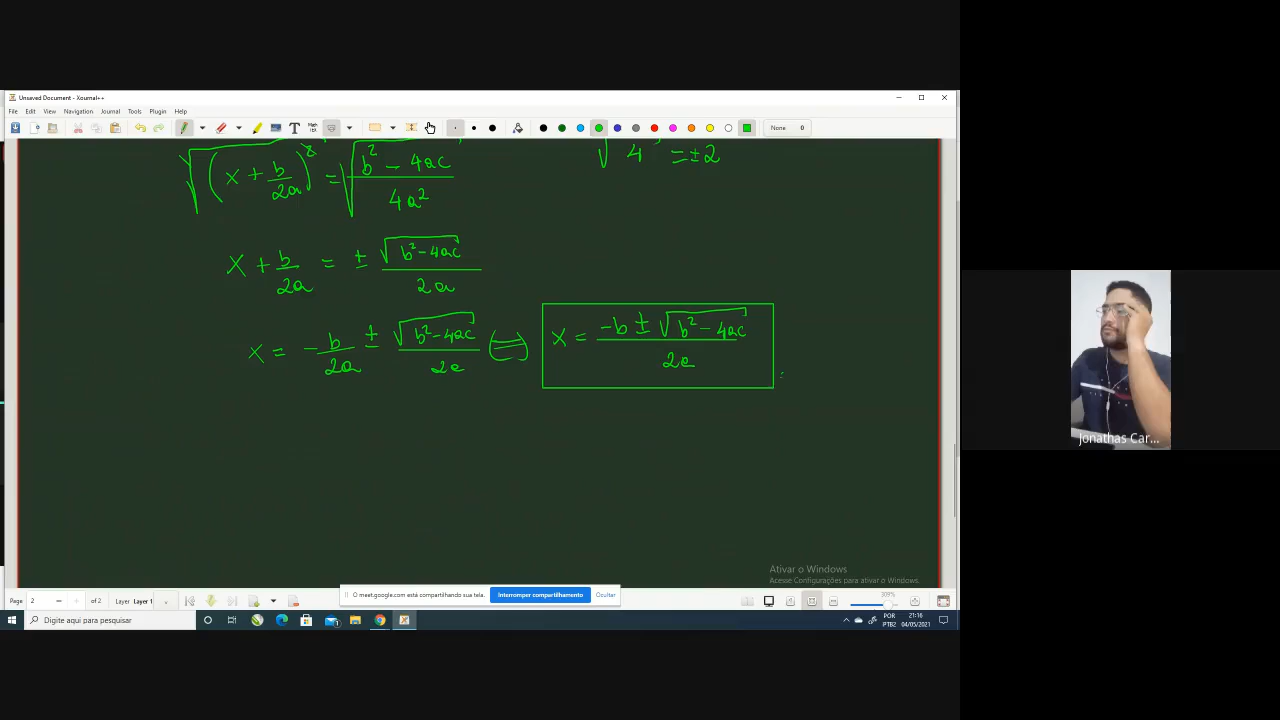 Unsaved Document - Xournal++
File Edit View Navigation Journal Tools Plugin Help
None 0
√(x + b/2a)² = √(b² - 4ac / 4a²)
√4 = ±2
x + b/2a = ± √(b² - 4ac) / 2a
x = - b/2a ± √(b² - 4ac) / 2a ⇔ x = -b ± √(b² - 4ac) / 2a
Jonathas Car...
Ativar o Windows
Acesse Configurações para ativar o Windows.
O meet.google.com está compartilhando sua tela. Interromper compartilhamento Ocultar
Page 2 of 2 Layer Layer 1 309%
Digite aqui para pesquisar
POR
PTB2
21:16
04/05/2021